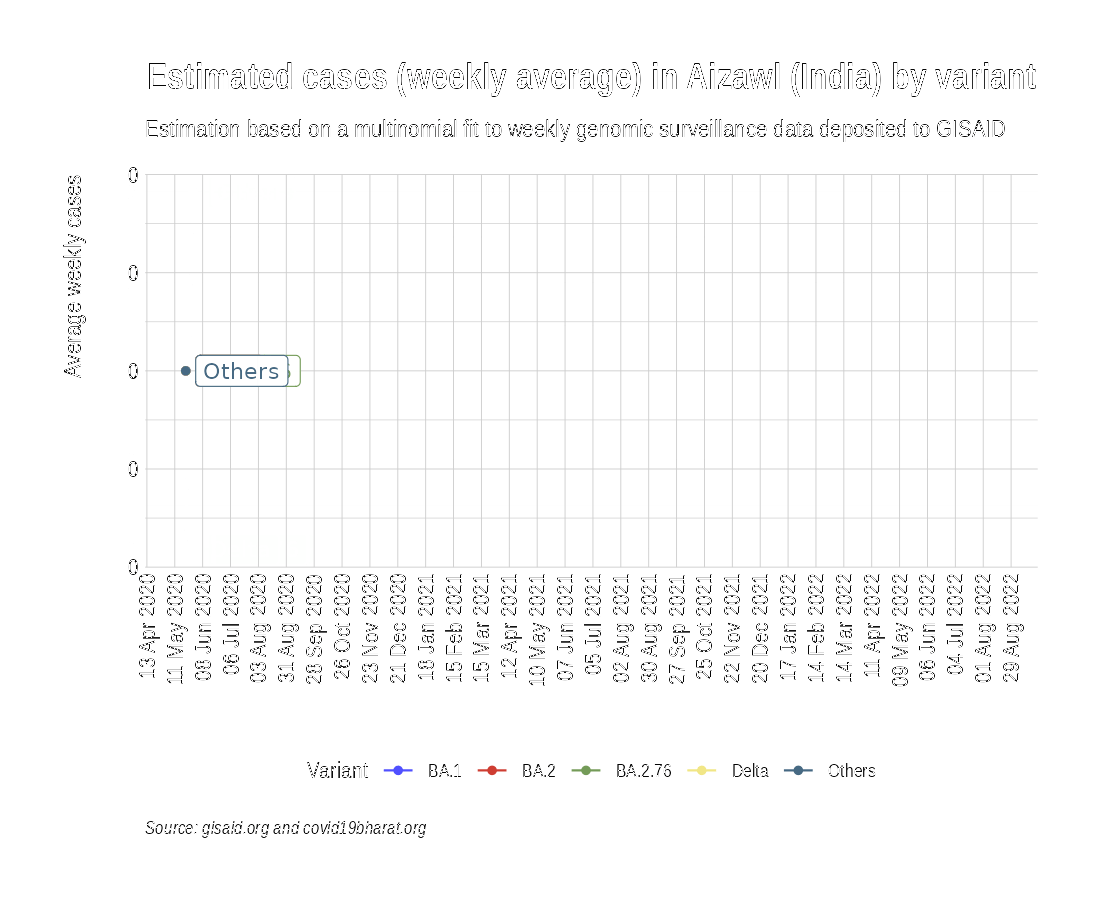 Estimated cases (weekly average) in Aizawl (India) by variant
Estimation based on a multinomial fit to weekly genomic surveillance data deposited to GISAID
Average weekly cases
0
0
0
0
0
Others
13 Apr 2020
11 May 2020
08 Jun 2020
06 Jul 2020
03 Aug 2020
31 Aug 2020
28 Sep 2020
26 Oct 2020
23 Nov 2020
21 Dec 2020
18 Jan 2021
15 Feb 2021
15 Mar 2021
12 Apr 2021
10 May 2021
07 Jun 2021
05 Jul 2021
02 Aug 2021
30 Aug 2021
27 Sep 2021
25 Oct 2021
22 Nov 2021
20 Dec 2021
17 Jan 2022
14 Feb 2022
14 Mar 2022
11 Apr 2022
09 May 2022
06 Jun 2022
04 Jul 2022
01 Aug 2022
29 Aug 2022
Variant BA.1 BA.2 BA.2.76 Delta Others
Source: gisaid.org and covid19bharat.org